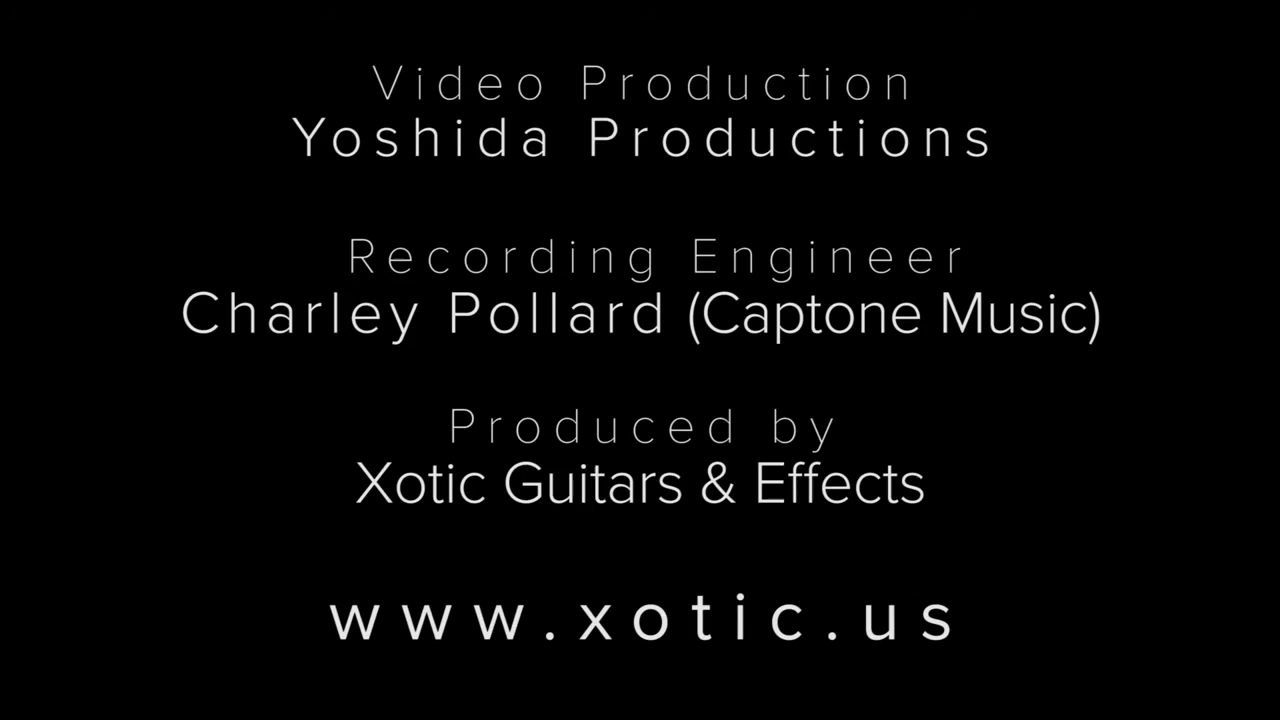 Video Production
Yoshida Productions
Recording Engineer
Charley Pollard (Captone Music)
Produced by
Xotic Guitars & Effects
www.xotic.us